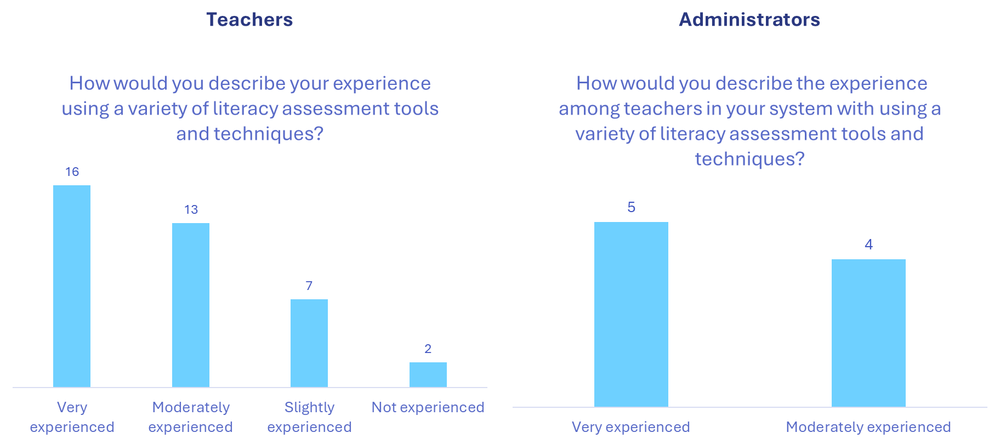 Teachers
How would you describe your experience
using a variety of literacy assessment tools
and techniques?
16
13
7
2
Very
experienced
Moderately
experienced
Slightly
experienced
Not experienced
Administrators
How would you describe the experience
among teachers in your system with using a
variety of literacy assessment tools and
techniques?
5
4
Very experienced
Moderately experienced